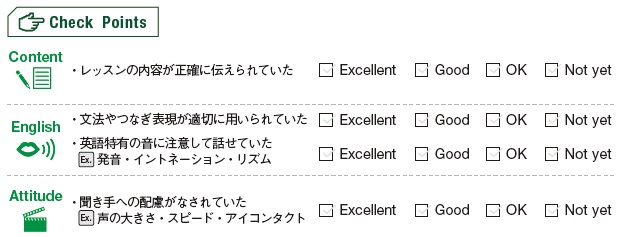 Check Points
Content
・レッスンの内容が正確に伝えられていた Excellent Good OK Not yet
English
・文法やつなぎ表現が適切に用いられていた Excellent Good OK Not yet
・英語特有の音に注意して話せていた
Ex. 発音・イントネーション・リズム Excellent Good OK Not yet
Attitude
・聞き手への配慮がなされていた
Ex. 声の大きさ・スピード・アイコンタクト Excellent Good OK Not yet